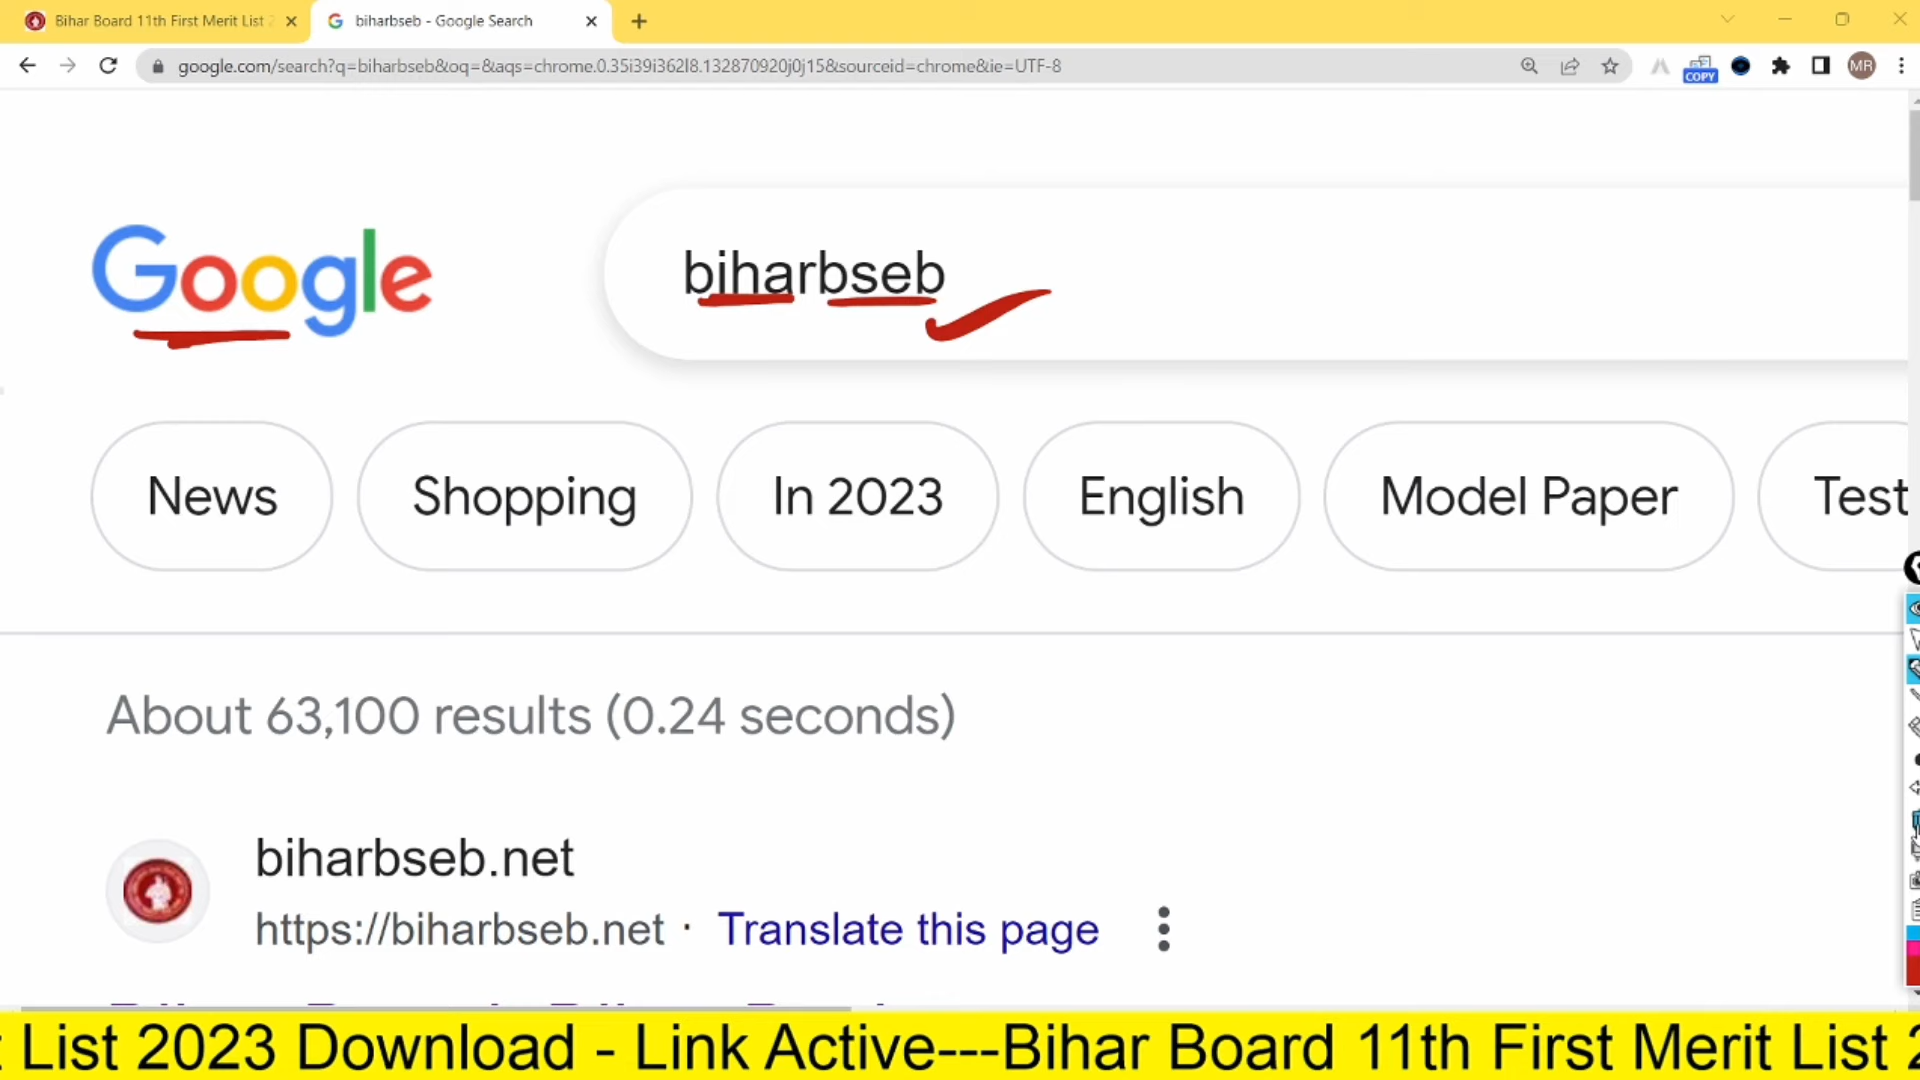 Bihar Board 11th First Merit List 2
biharbseb - Google Search
google.com/search?q=biharbseb&oq=&aqs=chrome.0.35i39i362l8.132870920j0j15&sourceid=chrome&ie=UTF-8
COPY
MR
Google
biharbseb
News
Shopping
In 2023
English
Model Paper
Test
About 63,100 results (0.24 seconds)
biharbseb.net
https://biharbseb.net · Translate this page
List 2023 Download - Link Active---Bihar Board 11th First Merit List 2